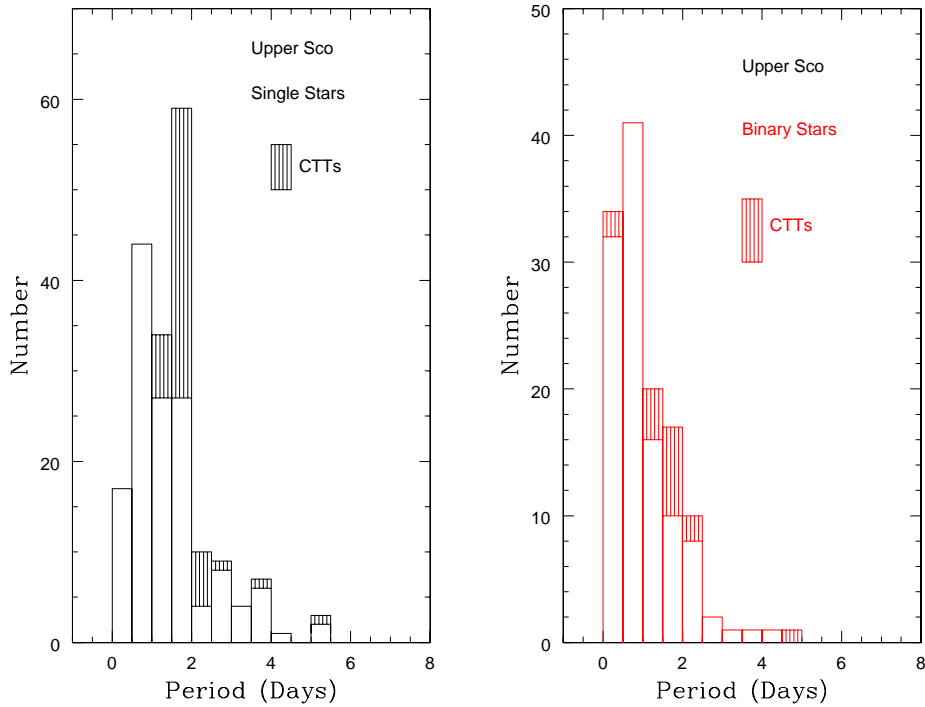 Upper Sco
Single Stars
CTTs
60
40
20
0
Number
0 2 4 6 8
Period (Days)
Upper Sco
Binary Stars
CTTs
50
40
30
20
10
0
Number
0 2 4 6 8
Period (Days)